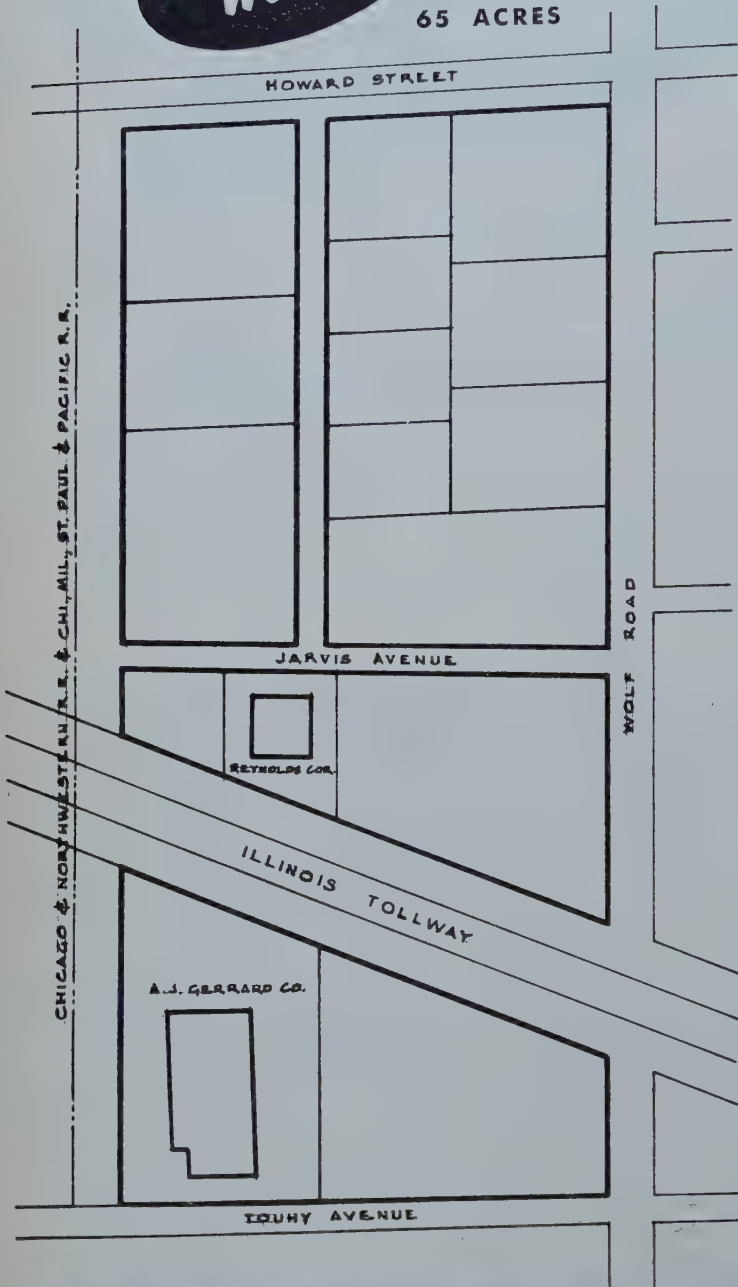 65 ACRES
HOWARD STREET
CHICAGO & NORTHWESTERN R.R. & CHI., MIL., ST. PAUL & PACIFIC R.R.
JARVIS AVENUE
WOLF ROAD
REYNOLDS COR.
ILLINOIS TOLLWAY
A.J. GERRARD CO.
TOUHY AVENUE